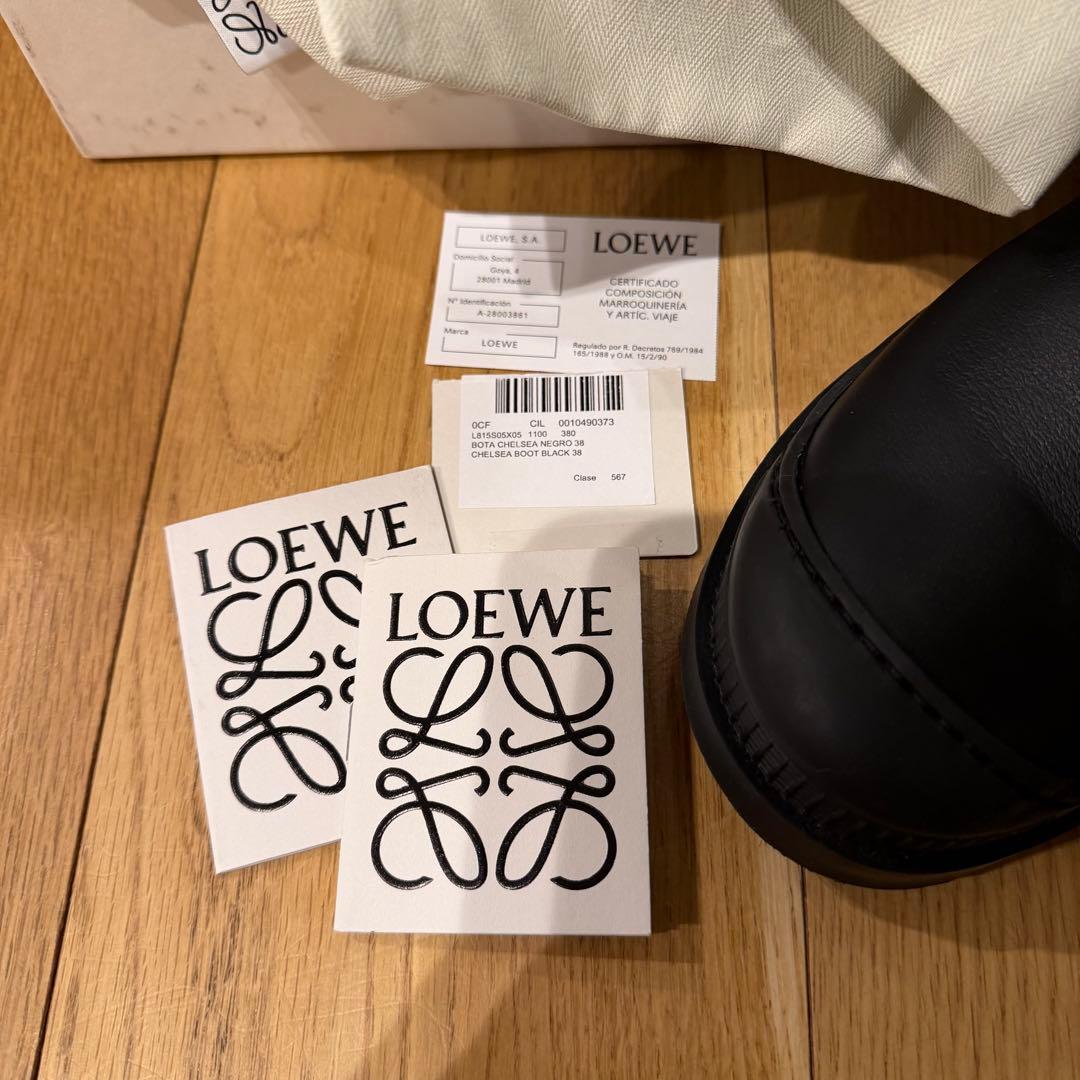 LOEWE, S.A.
Domicilio Social
Goya, 4
28001 Madrid
Nº Identificación
A-28003861
Marca
LOEWE
LOEWE
CERTIFICADO
COMPOSICIÓN
MARROQUINERÍA
Y ARTÍC. VIAJE
Regulado por R. Decretos 769/1984
165/1988 y O.M. 15/2/90
0CF CIL 0010490373
L815S05X05 1100 380
BOTA CHELSEA NEGRO 38
CHELSEA BOOT BLACK 38
Clase 567
LOEWE
LOEWE